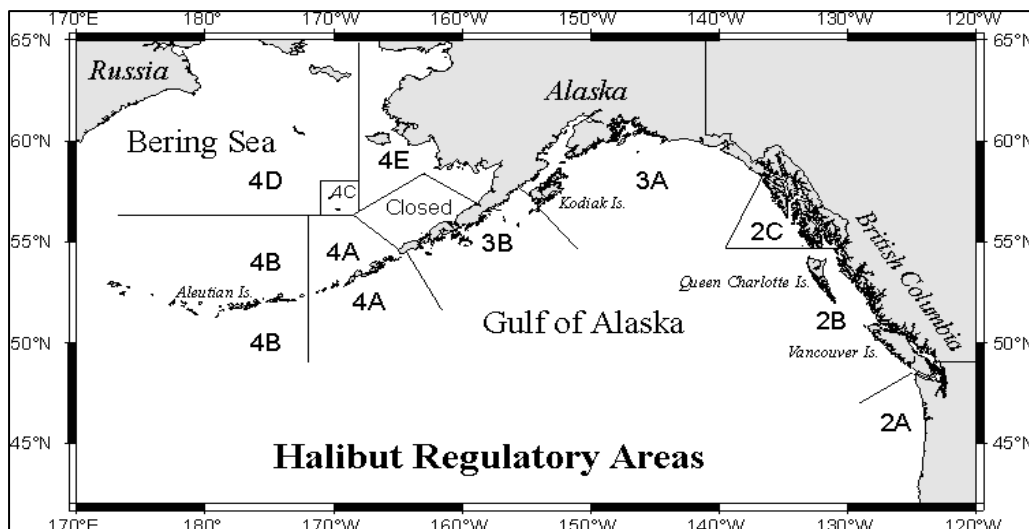 170°E 180° 170°W 160°W 150°W 140°W 130°W 120°W
65°N 65°N
Russia
Alaska
60°N 60°N
Bering Sea
4E
4D
4C
3A
Closed
Kodiak Is.
3B
2C
British Columbia
55°N 55°N
4B
4A
Aleutian Is.
4A
Queen Charlotte Is.
Gulf of Alaska
2B
4B
50°N 50°N
Vancouver Is.
2A
45°N 45°N
Halibut Regulatory Areas
170°E 180° 170°W 160°W 150°W 140°W 130°W 120°W